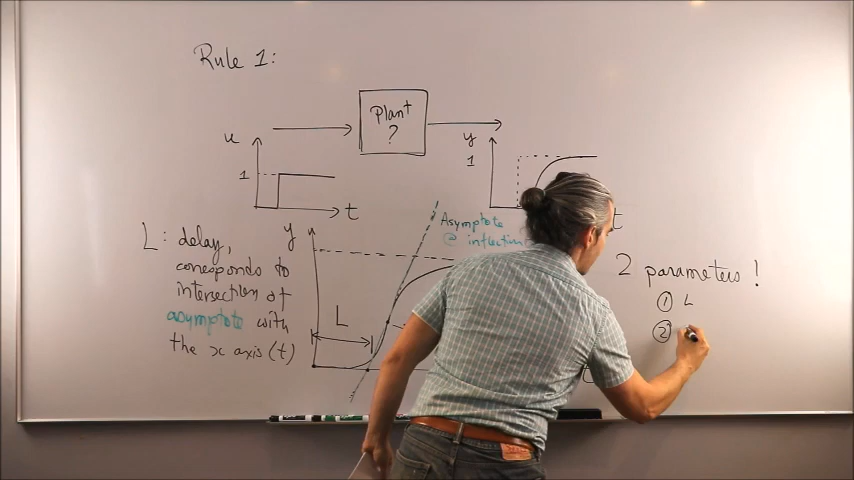 Rule 1:
Plant
?
u
1
t
y
1
t
L: delay,
corresponds to
intersection of
asymptote with
the x axis (t)
y
L
Asymptote
@ inflection
2 parameters !
① L
②